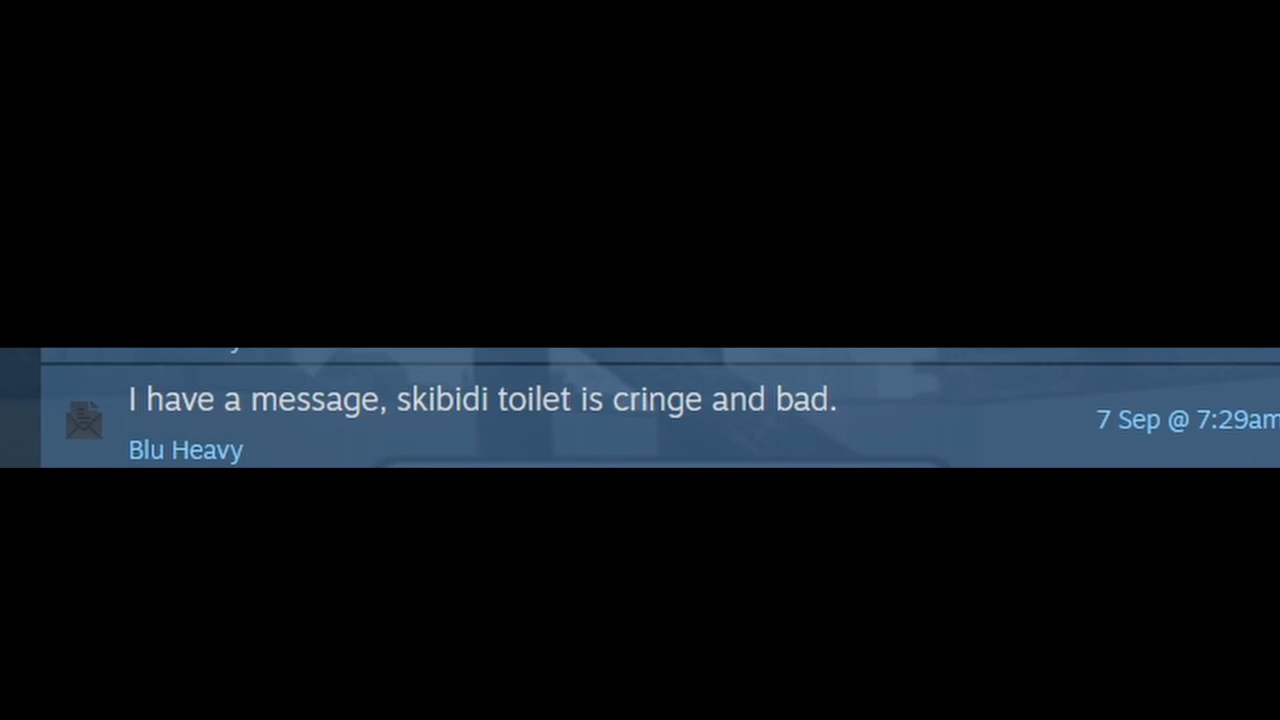 I have a message, skibidi toilet is cringe and bad.
7 Sep @ 7:29am
Blu Heavy